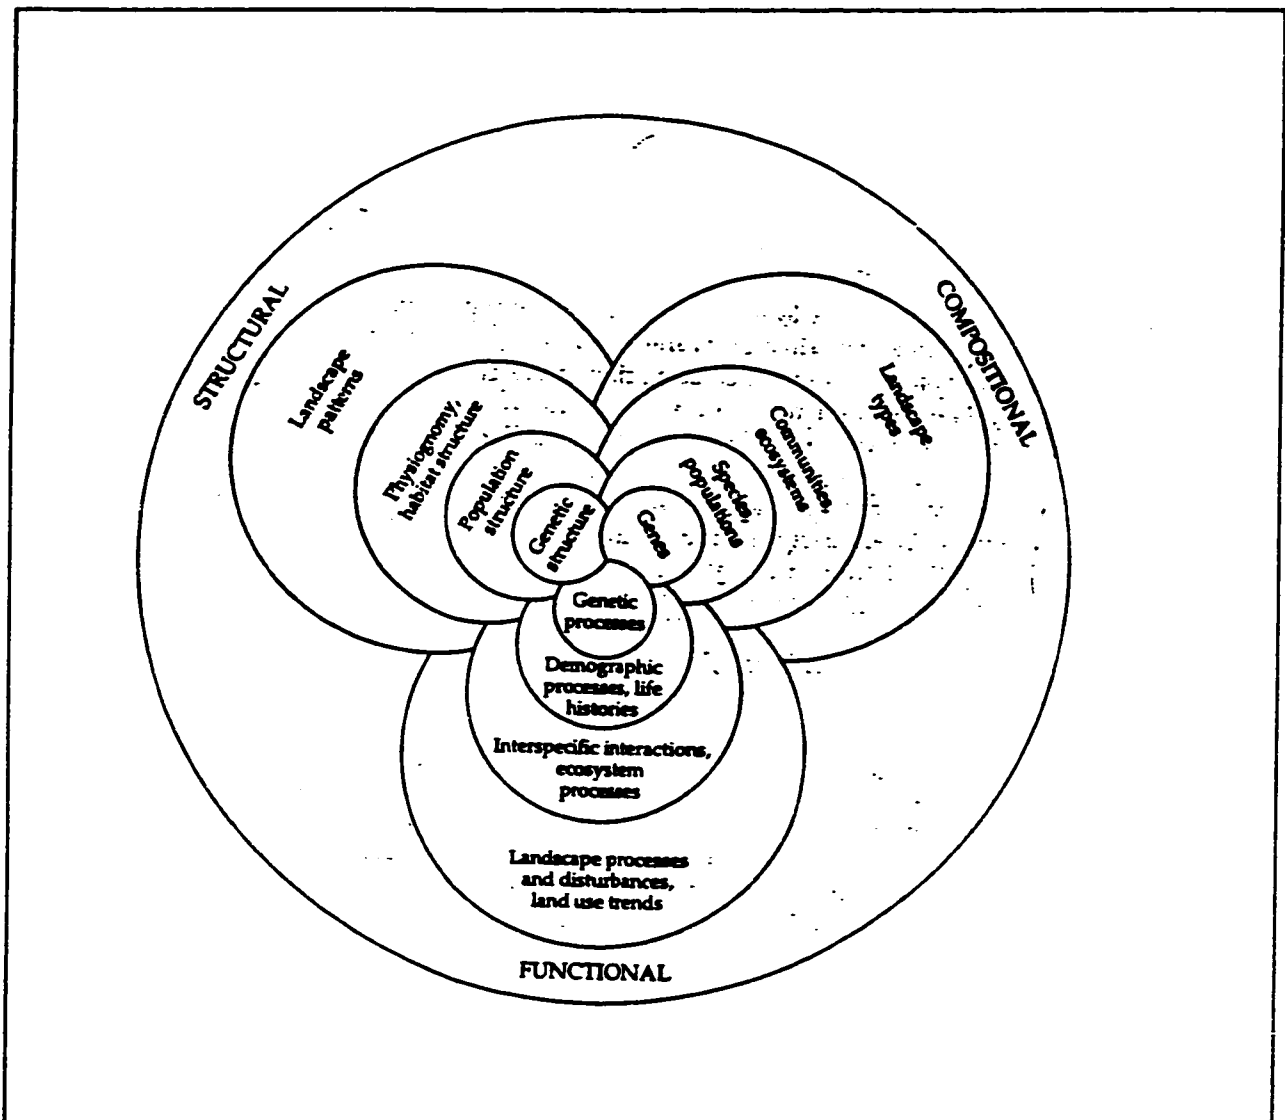 STRUCTURAL
Landscape
patterns
Physiognomy,
habitat structure
Population
structure
Genetic
structure
COMPOSITIONAL
Landscape
types
Communities,
ecosystems
Species,
populations
Genes
Genetic
processes
Demographic
processes, life
histories
Interspecific interactions,
ecosystem
processes
Landscape processes
and disturbances,
land use trends
FUNCTIONAL